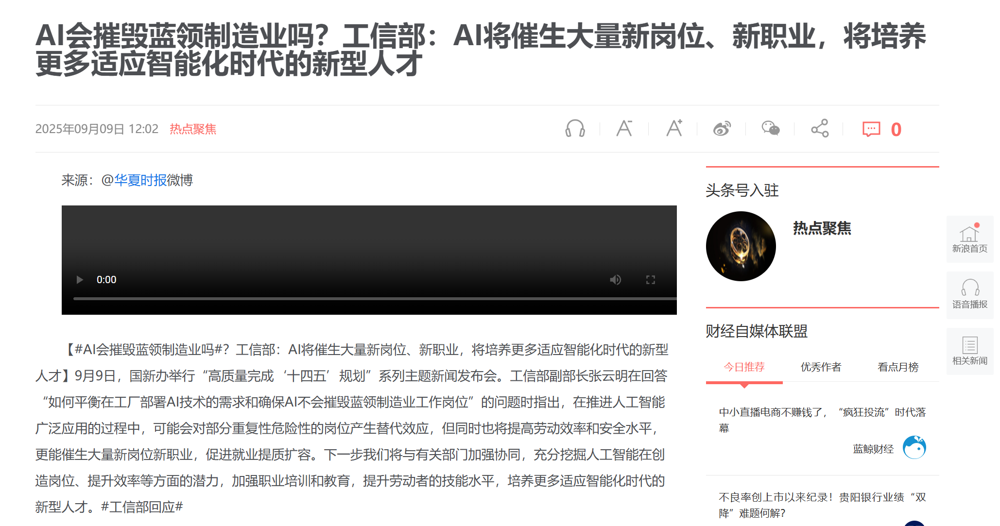 AI会摧毁蓝领制造业吗？工信部：AI将催生大量新岗位、新职业，将培养
更多适应智能化时代的新型人才
2025年09月09日 12:02 热点聚焦
0
来源：@华夏时报微博
0:00
【#AI会摧毁蓝领制造业吗#？工信部：AI将催生大量新岗位、新职业，将培养更多适应智能化时代的新型
人才】9月9日，国新办举行“高质量完成‘十四五’规划”系列主题新闻发布会。工信部副部长张云明在回答
“如何平衡在工厂部署AI技术的需求和确保AI不会摧毁蓝领制造业工作岗位”的问题时指出，在推进人工智能
广泛应用的过程中，可能会对部分重复性危险性的岗位产生替代效应，但同时也将提高劳动效率和安全水平，
更能催生大量新岗位新职业，促进就业提质扩容。下一步我们将与有关部门加强协同，充分挖掘人工智能在创
造岗位、提升效率等方面的潜力，加强职业培训和教育，提升劳动者的技能水平，培养更多适应智能化时代的
新型人才。#工信部回应#
头条号入驻
热点聚焦
财经自媒体联盟
今日推荐 优秀作者 看点月榜
中小直播电商不赚钱了，“疯狂投流”时代落
幕
蓝鲸财经
不良率创上市以来纪录！贵阳银行业绩“双
降”难题何解？
新浪首页
语音播报
相关新闻